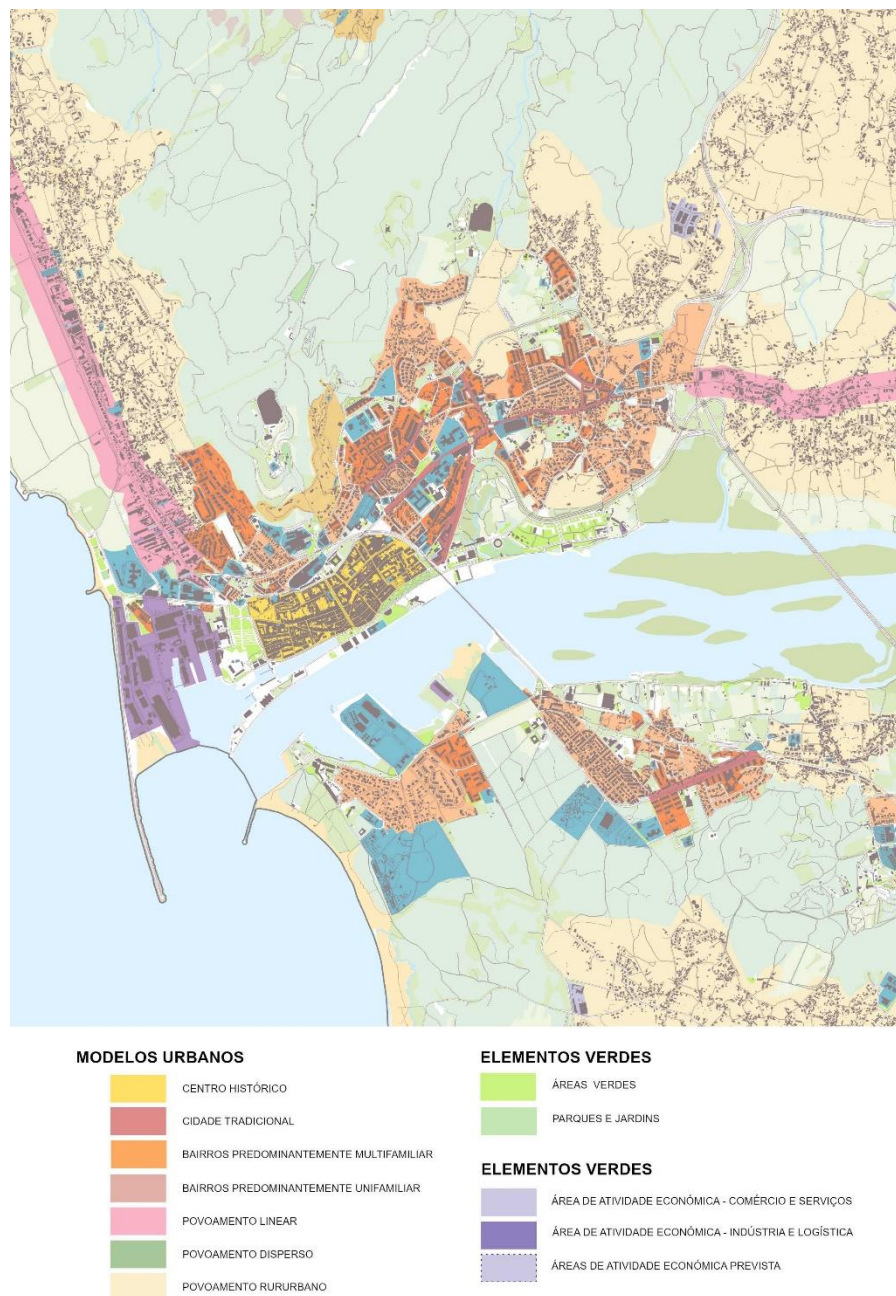 MODELOS URBANOS
CENTRO HISTÓRICO
CIDADE TRADICIONAL
BAIRROS PREDOMINANTEMENTE MULTIFAMILIAR
BAIRROS PREDOMINANTEMENTE UNIFAMILIAR
POVOAMENTO LINEAR
POVOAMENTO DISPERSO
POVOAMENTO RURURBANO
ELEMENTOS VERDES
ÁREAS VERDES
PARQUES E JARDINS
ELEMENTOS VERDES
ÁREA DE ATIVIDADE ECONÓMICA - COMÉRCIO E SERVIÇOS
ÁREA DE ATIVIDADE ECONÓMICA - INDÚSTRIA E LOGÍSTICA
ÁREAS DE ATIVIDADE ECONÓMICA PREVISTA